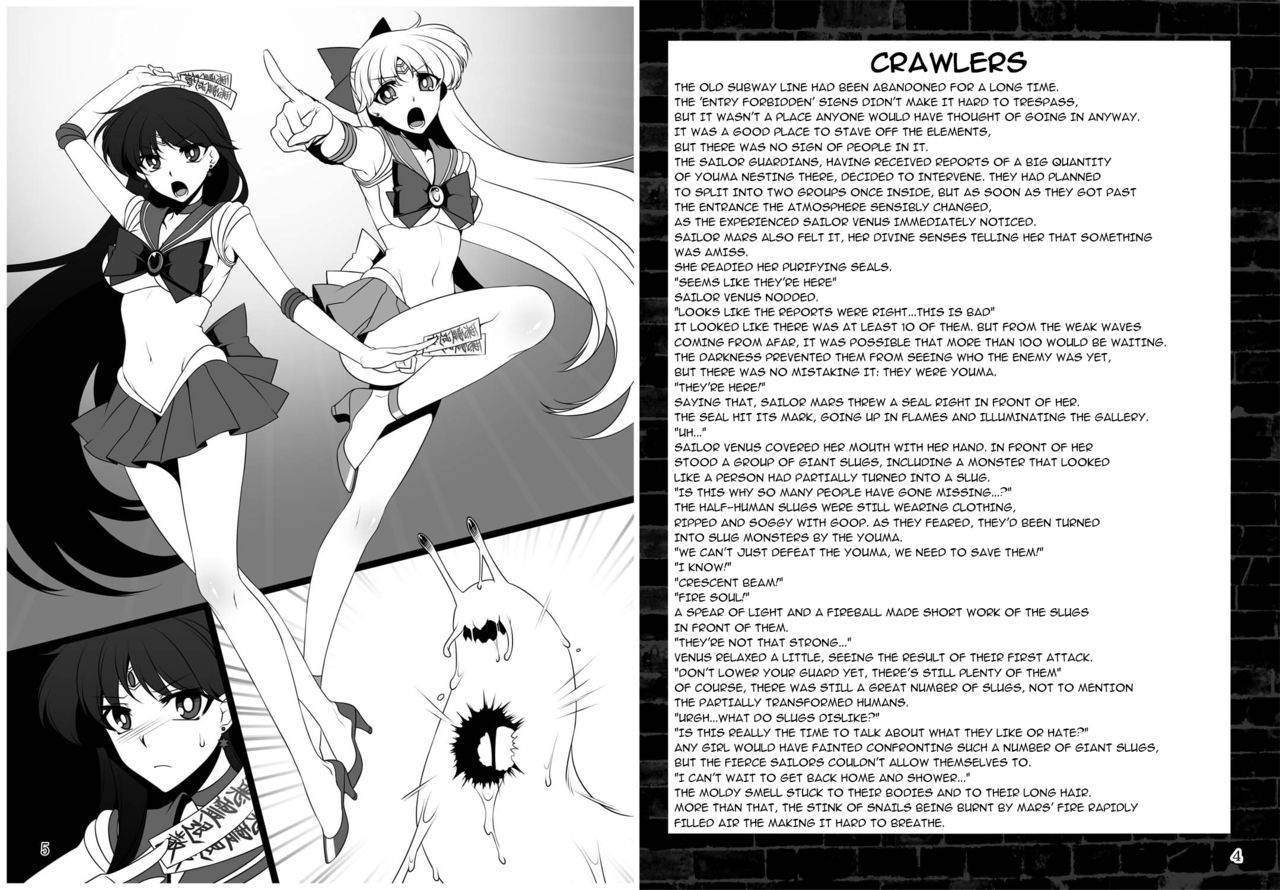 CRAWLERS
THE OLD SUBWAY LINE HAD BEEN ABANDONED FOR A LONG TIME.
THE 'ENTRY FORBIDDEN' SIGNS DIDN'T MAKE IT HARD TO TRESPASS,
BUT IT WASN'T A PLACE ANYONE WOULD HAVE THOUGHT OF GOING IN ANYWAY.
IT WAS A GOOD PLACE TO STAVE OFF THE ELEMENTS,
BUT THERE WAS NO SIGN OF PEOPLE IN IT.
THE SAILOR GUARDIANS, HAVING RECEIVED REPORTS OF A BIG QUANTITY
OF YOUMA NESTING THERE, DECIDED TO INTERVENE. THEY HAD PLANNED
TO SPLIT INTO TWO GROUPS ONCE INSIDE, BUT AS SOON AS THEY GOT PAST
THE ENTRANCE THE ATMOSPHERE SENSIBLY CHANGED,
AS THE EXPERIENCED SAILOR VENUS IMMEDIATELY NOTICED.
SAILOR MARS ALSO FELT IT, HER DIVINE SENSES TELLING HER THAT SOMETHING
WAS AMISS.
SHE READIED HER PURIFYING SEALS.
"SEEMS LIKE THEY'RE HERE"
SAILOR VENUS NODDED.
"LOOKS LIKE THE REPORTS WERE RIGHT...THIS IS BAD"
IT LOOKED LIKE THERE WAS AT LEAST 10 OF THEM. BUT FROM THE WEAK WAVES
COMING FROM AFAR, IT WAS POSSIBLE THAT MORE THAN 100 WOULD BE WAITING.
THE DARKNESS PREVENTED THEM FROM SEEING WHO THE ENEMY WAS YET,
BUT THERE WAS NO MISTAKING IT: THEY WERE YOUMA.
"THEY'RE HERE!"
SAYING THAT, SAILOR MARS THREW A SEAL RIGHT IN FRONT OF HER.
THE SEAL HIT ITS MARK, GOING UP IN FLAMES AND ILLUMINATING THE GALLERY.
"UH..."
SAILOR VENUS COVERED HER MOUTH WITH HER HAND. IN FRONT OF HER
STOOD A GROUP OF GIANT SLUGS, INCLUDING A MONSTER THAT LOOKED
LIKE A PERSON HAD PARTIALLY TURNED INTO A SLUG.
"IS THIS WHY SO MANY PEOPLE HAVE GONE MISSING...?"
THE HALF-HUMAN SLUGS WERE STILL WEARING CLOTHING,
RIPPED AND SOGGY WITH GOOP. AS THEY FEARED, THEY'D BEEN TURNED
INTO SLUG MONSTERS BY THE YOUMA.
"WE CAN'T JUST DEFEAT THE YOUMA, WE NEED TO SAVE THEM!"
"I KNOW!"
"CRESCENT BEAM!"
"FIRE SOUL!"
A SPEAR OF LIGHT AND A FIREBALL MADE SHORT WORK OF THE SLUGS
IN FRONT OF THEM.
"THEY'RE NOT THAT STRONG..."
VENUS RELAXED A LITTLE, SEEING THE RESULT OF THEIR FIRST ATTACK.
"DON'T LOWER YOUR GUARD YET, THERE'S STILL PLENTY OF THEM"
OF COURSE, THERE WAS STILL A GREAT NUMBER OF SLUGS, NOT TO MENTION
THE PARTIALLY TRANSFORMED HUMANS.
"URGH...WHAT DO SLUGS DISLIKE?"
"IS THIS REALLY THE TIME TO TALK ABOUT WHAT THEY LIKE OR HATE?"
ANY GIRL WOULD HAVE FAINTED CONFRONTING SUCH A NUMBER OF GIANT SLUGS,
BUT THE FIERCE SAILORS COULDN'T ALLOW THEMSELVES TO.
"I CAN'T WAIT TO GET BACK HOME AND SHOWER..."
THE MOLDY SMELL STUCK TO THEIR BODIES AND TO THEIR LONG HAIR.
MORE THAN THAT, THE STINK OF SNAILS BEING BURNT BY MARS' FIRE RAPIDLY
FILLED AIR THE MAKING IT HARD TO BREATHE.
4
5